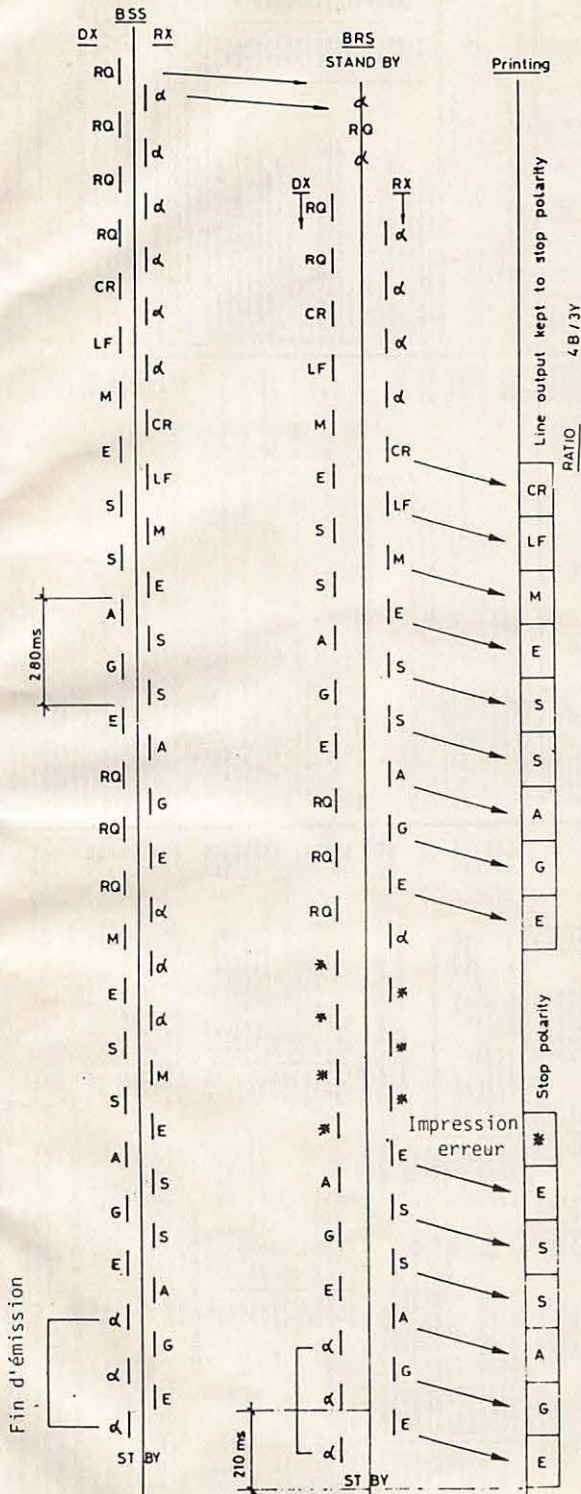 BSS
DX
RX
RQ
RQ
RQ
RQ
CR
LF
M
E
S
S
A
G
E
RQ
RQ
RQ
M
E
S
S
A
G
E
α
α
α
ST BY
280ms
Fin d'émission
α
α
α
α
α
α
CR
LF
M
E
S
S
A
G
E
α
α
α
M
E
S
S
A
G
E
BRS
STAND BY
α
RQ
α
DX
RX
RQ
RQ
CR
LF
M
E
S
S
A
G
E
RQ
RQ
RQ
*
*
*
*
A
G
E
α
α
α
ST BY
210 ms
α
α
α
α
CR
LF
M
E
S
S
A
G
E
α
*
*
*
E
S
S
A
G
E
Impression
erreur
Printing
Line output kept to stop polarity
RATIO 4B/3Y
CR
LF
M
E
S
S
A
G
E
Stop polarity
*
E
S
S
A
G
E